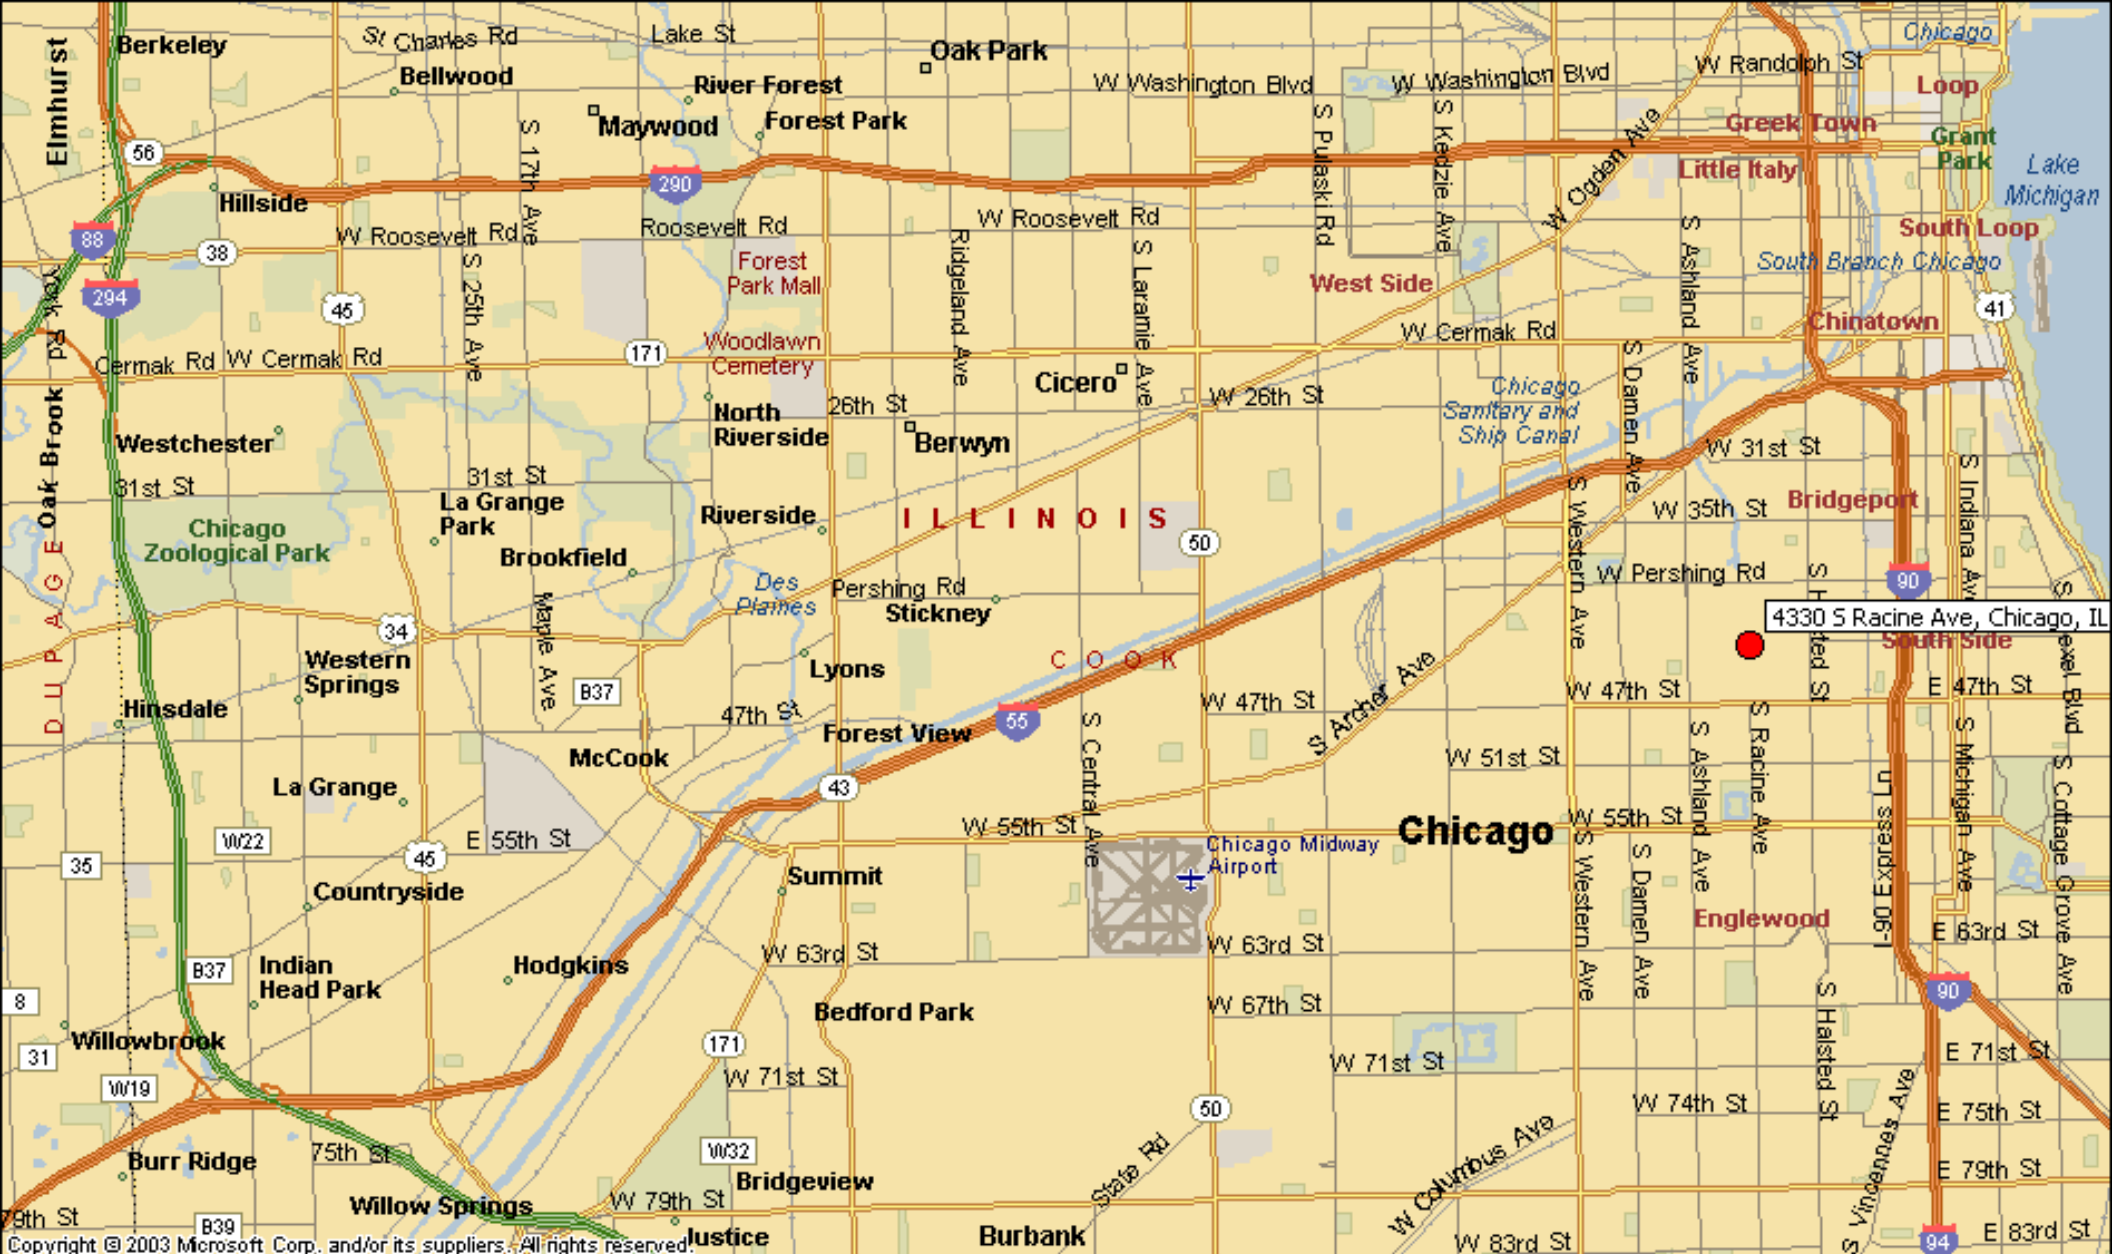 Berkeley
St Charles Rd
Lake St
Oak Park
Chicago
Elmhurst
Bellwood
River Forest
W Washington Blvd
W Washington Blvd
W Randolph St
Loop
Maywood
Forest Park
Greek Town
Grant
Park
56
S 17th Ave
290
S Pulaski Rd
S Kedzie Ave
W Ogden Ave
Little Italy
Lake
Michigan
Hillside
88
38
W Roosevelt Rd
Roosevelt Rd
W Roosevelt Rd
South Loop
294
York Rd
45
S 25th Ave
Forest
Park Mall
Ridgeland Ave
S Laramie Ave
West Side
S Ashland Ave
South Branch Chicago
41
Cermak Rd
W Cermak Rd
171
Woodlawn
Cemetery
W Cermak Rd
Chinatown
Cicero
Oak Brook
North
Riverside
26th St
W 26th St
Chicago
Sanitary and
Ship Canal
S Damen Ave
Westchester
Berwyn
W 31st St
31st St
31st St
La Grange
Park
Riverside
ILLINOIS
S Western Ave
W 35th St
Bridgeport
S Indiana Ave
Chicago
Zoological Park
Brookfield
50
DUPAGE
Des
Plaines
Pershing Rd
Stickney
W Pershing Rd
90
Maple Ave
4330 S Racine Ave, Chicago, IL
34
Western
Springs
Lyons
COOK
South Side
B37
Hinsdale
47th St
Forest View
55
W 47th St
S Archer Ave
W 47th St
E 47th St
McCook
S Central Ave
W 51st St
S Ashland Ave
S Racine Ave
S Michigan Ave
S Cottage Grove Ave
La Grange
43
I-90 Express Ln
W22
E 55th St
W 55th St
Chicago
W 55th St
35
45
Chicago Midway
Airport
S Western Ave
S Damen Ave
Countryside
Summit
Englewood
W 63rd St
W 63rd St
E 63rd St
B37
Indian
Head Park
Hodgkins
8
Bedford Park
W 67th St
90
S Halsted St
Willowbrook
31
171
W 71st St
W 71st St
E 71st St
W19
50
W 74th St
E 75th St
75th St
W32
State Rd
W Columbus Ave
S Vincennes Ave
Burr Ridge
Bridgeview
E 79th St
Willow Springs
W 79th St
79th St
B39
Justice
Burbank
W 83rd St
94
E 83rd St
Copyright © 2003 Microsoft Corp. and/or its suppliers. All rights reserved.